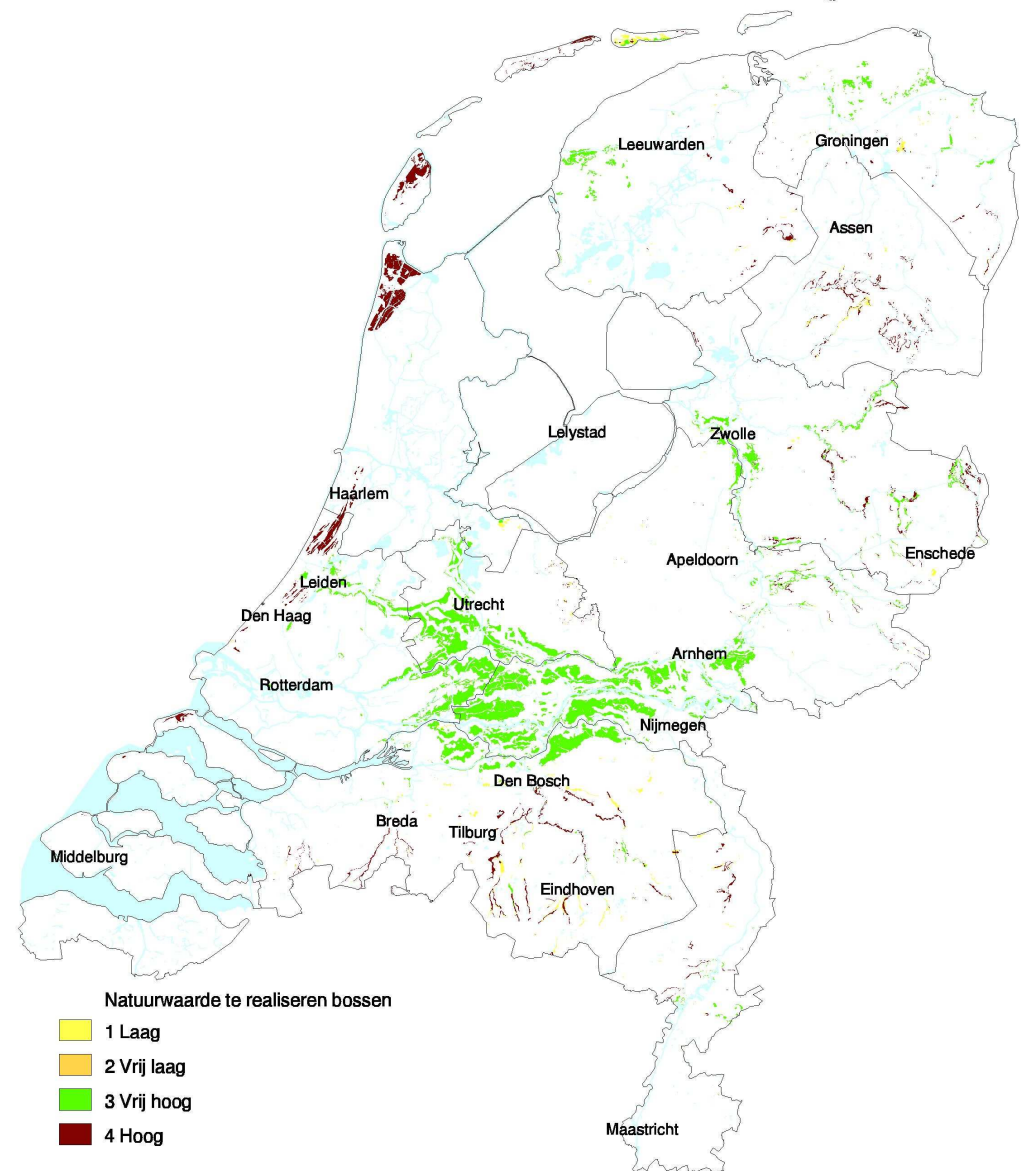 Leeuwarden
Groningen
Assen
Lelystad
Zwolle
Haarlem
Apeldoorn
Enschede
Leiden
Utrecht
Den Haag
Arnhem
Rotterdam
Nijmegen
Den Bosch
Breda
Tilburg
Middelburg
Eindhoven
Natuurwaarde te realiseren bossen
1 Laag
2 Vrij laag
3 Vrij hoog
4 Hoog
Maastricht